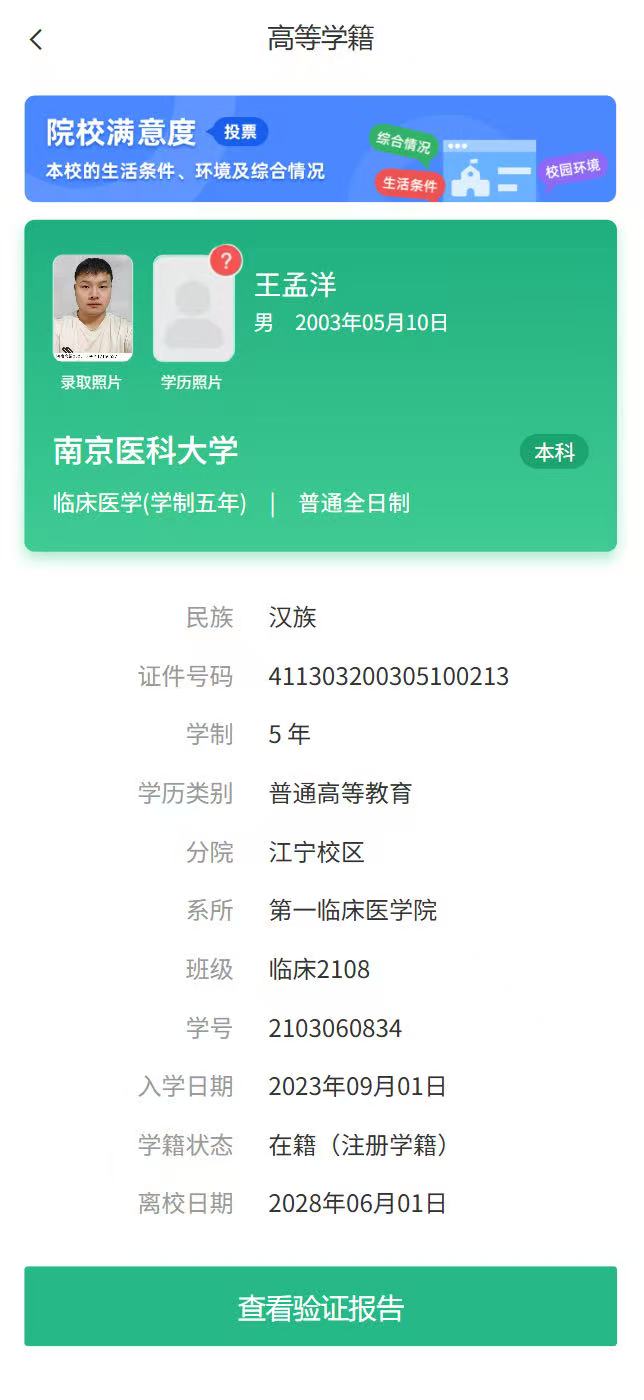 高等学籍
院校满意度 投票
本校的生活条件、环境及综合情况
综合情况
生活条件
校园环境
?
王孟洋
男 2003年05月10日
录取照片 学历照片
南京医科大学 本科
临床医学(学制五年) | 普通全日制
民族 汉族
证件号码 411303200305100213
学制 5 年
学历类别 普通高等教育
分院 江宁校区
系所 第一临床医学院
班级 临床2108
学号 2103060834
入学日期 2023年09月01日
学籍状态 在籍（注册学籍）
离校日期 2028年06月01日
查看验证报告